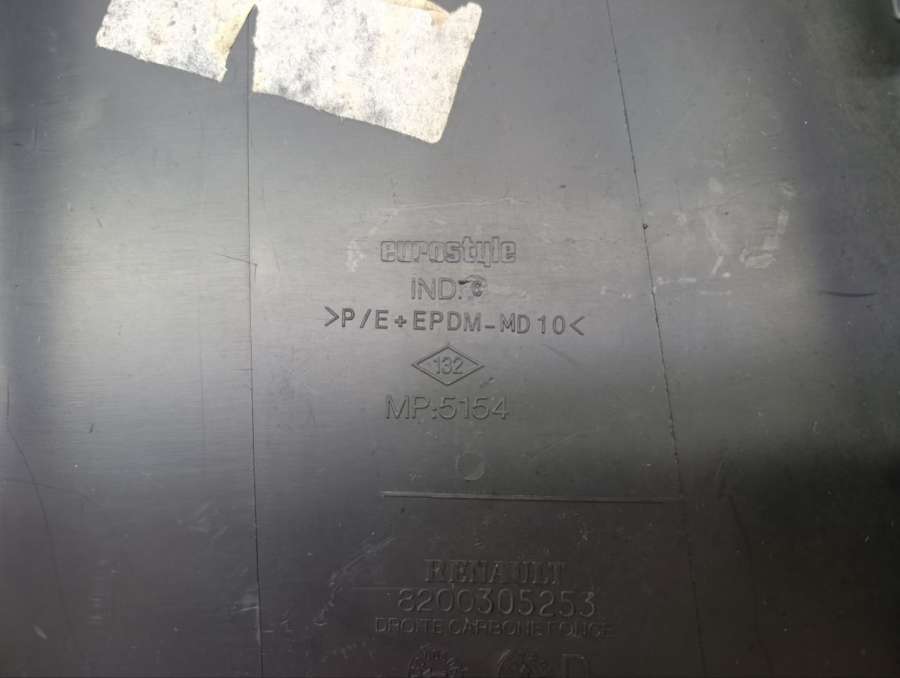 eurostyle
IND: C
>P/E+EPDM-MD10<
132
MP:5154
RENAULT
8200305253
DROITE CARBONE FONCE